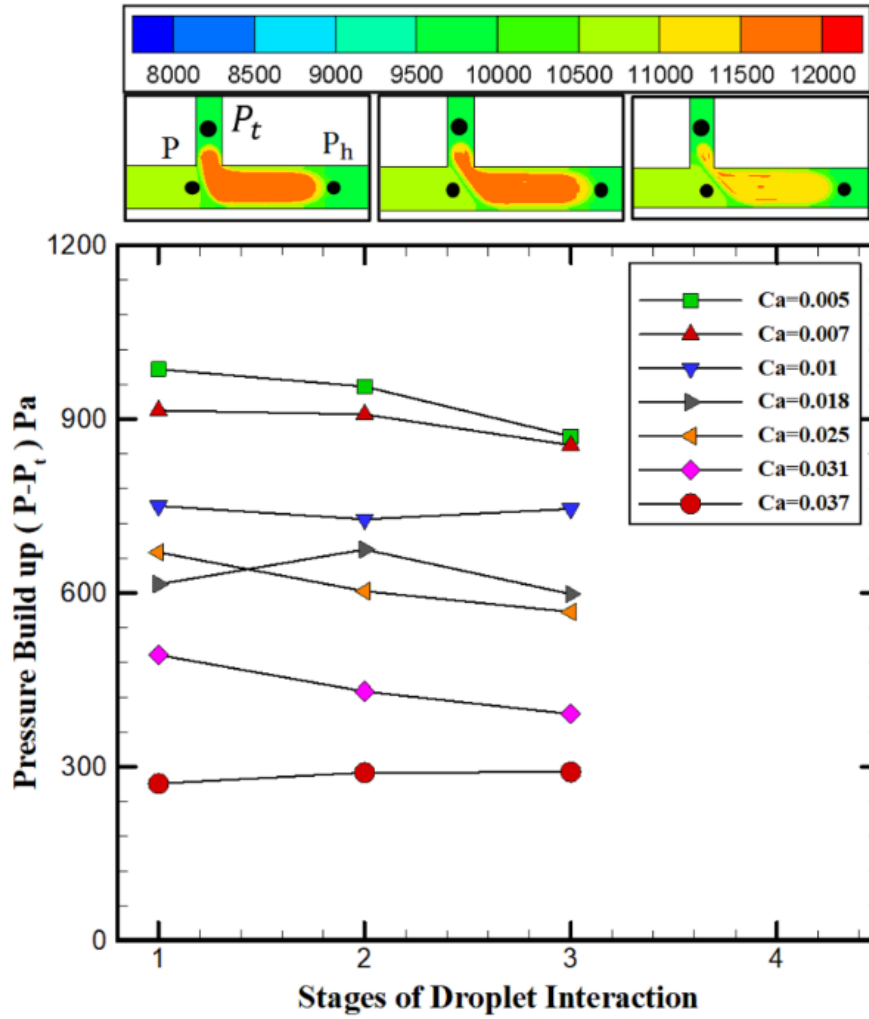 8000 8500 9000 9500 10000 10500 11000 11500 12000
P Pt Ph
1200
900
600
300
0
Pressure Build up ( P-Pt ) Pa
Ca=0.005
Ca=0.007
Ca=0.01
Ca=0.018
Ca=0.025
Ca=0.031
Ca=0.037
1 2 3 4
Stages of Droplet Interaction